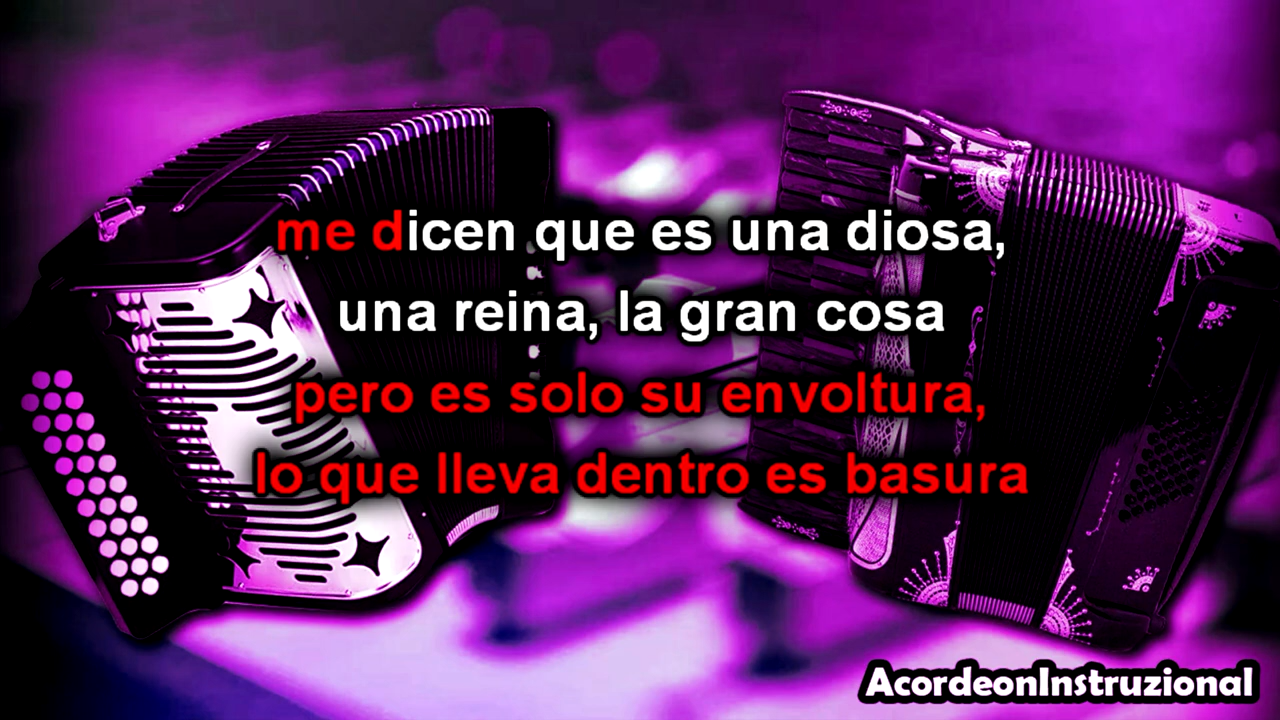 me dicen que es una diosa,
una reina, la gran cosa
pero es solo su envoltura,
lo que lleva dentro es basura
AcordeonInstruzional